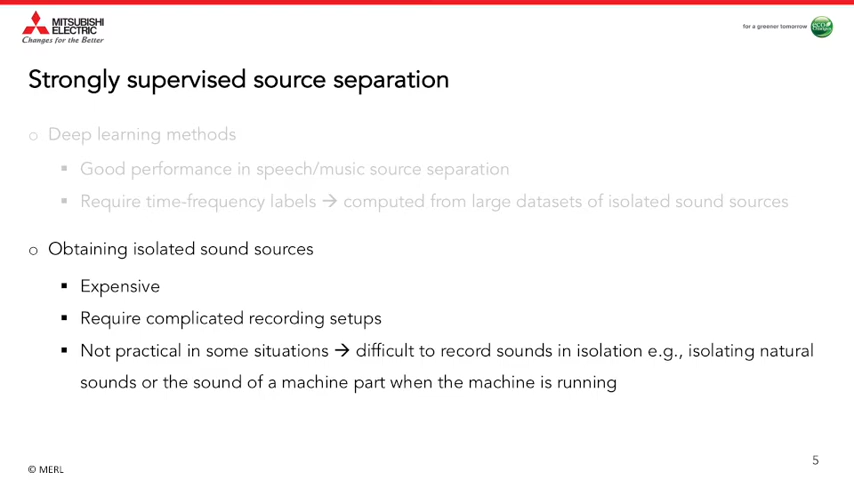 MITSUBISHI
ELECTRIC
Changes for the Better
for a greener tomorrow
Strongly supervised source separation
o Deep learning methods
▪ Good performance in speech/music source separation
▪ Require time-frequency labels → computed from large datasets of isolated sound sources
o Obtaining isolated sound sources
▪ Expensive
▪ Require complicated recording setups
▪ Not practical in some situations → difficult to record sounds in isolation e.g., isolating natural
sounds or the sound of a machine part when the machine is running
© MERL
5